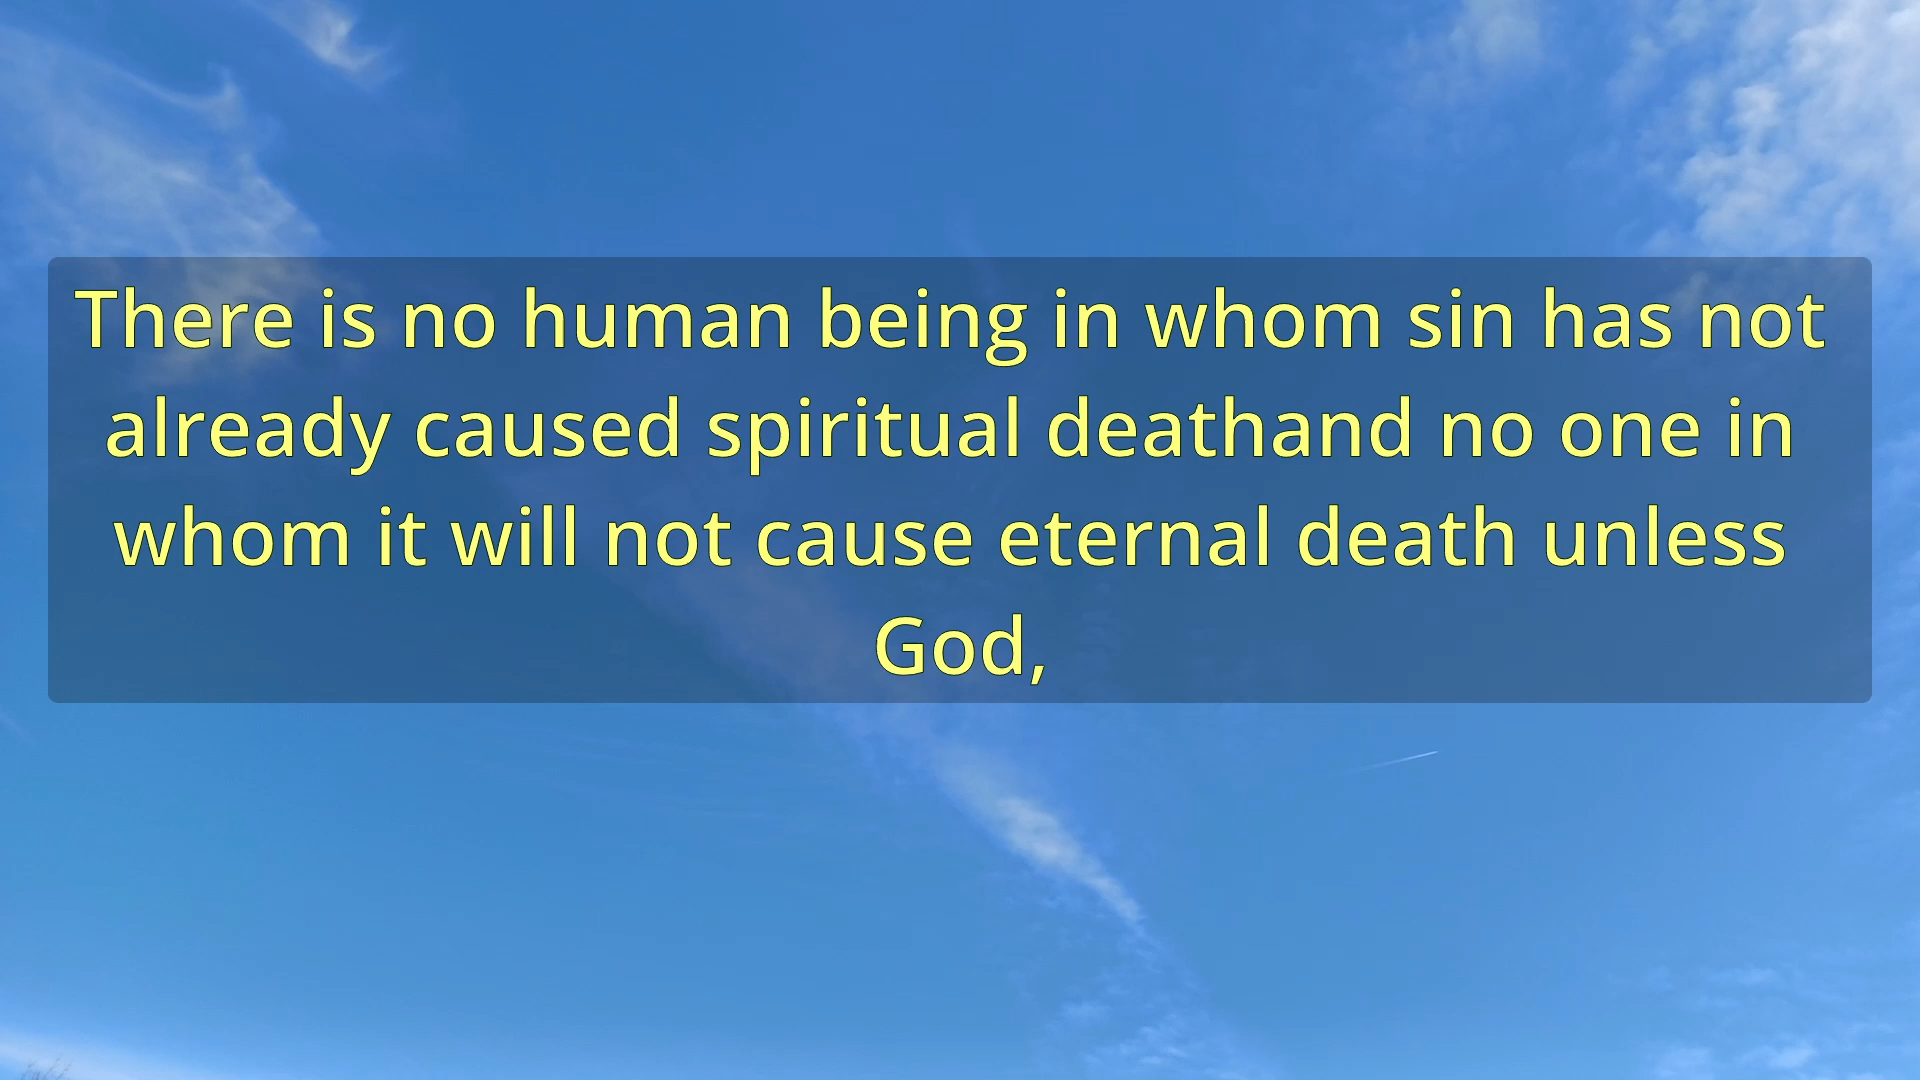 There is no human being in whom sin has not
already caused spiritual deathand no one in
whom it will not cause eternal death unless
God,